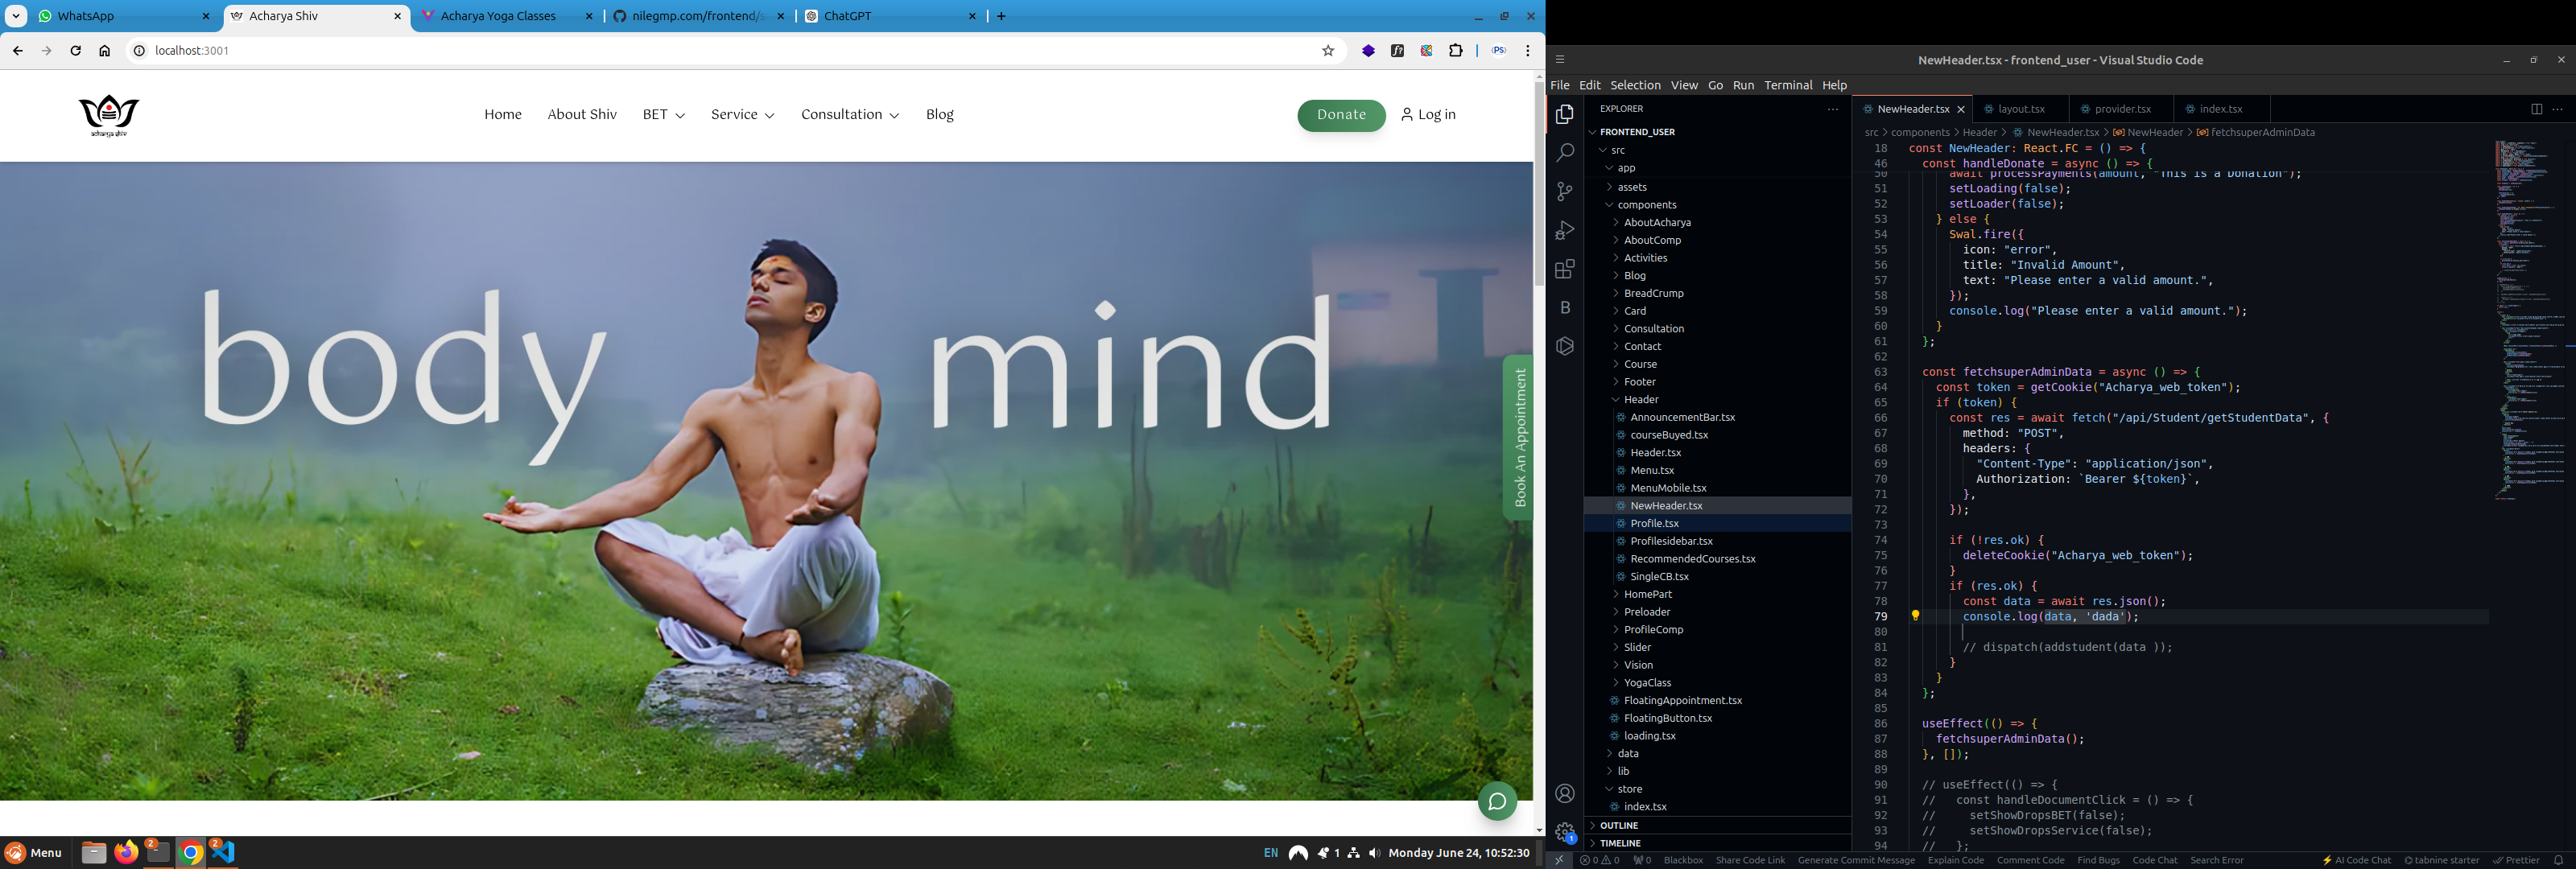 WhatsApp
Acharya Shiv
Acharya Yoga Classes
nilegmp.com/frontend/s
ChatGPT
localhost:3001
acharya shiv
Home
About Shiv
BET
Service
Consultation
Blog
Donate
Log in
body
mind
Book An Appointment
Menu
2
2
EN
1
Monday June 24, 10:52:30
NewHeader.tsx - frontend_user - Visual Studio Code
File Edit Selection View Go Run Terminal Help
EXPLORER
FRONTEND_USER
src
app
assets
components
AboutAcharya
AboutComp
Activities
Blog
BreadCrump
Card
Consultation
Contact
Course
Footer
Header
AnnouncementBar.tsx
courseBuyed.tsx
Header.tsx
Menu.tsx
MenuMobile.tsx
NewHeader.tsx
Profile.tsx
Profilesidebar.tsx
RecommendedCourses.tsx
SingleCB.tsx
HomePart
Preloader
ProfileComp
Slider
Vision
YogaClass
FloatingAppointment.tsx
FloatingButton.tsx
loading.tsx
data
lib
store
index.tsx
OUTLINE
TIMELINE
NewHeader.tsx
layout.tsx
provider.tsx
index.tsx
src > components > Header > NewHeader.tsx > NewHeader > fetchsuperAdminData
18 const NewHeader: React.FC = () => {
46 const handleDonate = async () => {
50 await processPayments(amount, "This is a Donation");
51 setLoading(false);
52 setLoader(false);
53 } else {
54 Swal.fire({
55 icon: "error",
56 title: "Invalid Amount",
57 text: "Please enter a valid amount.",
58 });
59 console.log("Please enter a valid amount.");
60 }
61 };
62
63 const fetchsuperAdminData = async () => {
64 const token = getCookie("Acharya_web_token");
65 if (token) {
66 const res = await fetch("/api/Student/getStudentData", {
67 method: "POST",
68 headers: {
69 "Content-Type": "application/json",
70 Authorization: `Bearer ${token}`,
71 },
72 });
73
74 if (!res.ok) {
75 deleteCookie("Acharya_web_token");
76 }
77 if (res.ok) {
78 const data = await res.json();
79 console.log(data, 'dada');
80
81 // dispatch(addstudent(data ));
82 }
83 }
84 };
85
86 useEffect(() => {
87 fetchsuperAdminData();
88 }, []);
89
90 // useEffect(() => {
91 // const handleDocumentClick = () => {
92 // setShowDropsBET(false);
93 // setShowDropsService(false);
94 // };
0 0 0 Blackbox Share Code Link Generate Commit Message Explain Code Comment Code Find Bugs Code Chat Search Error
AI Code Chat tabnine starter Prettier